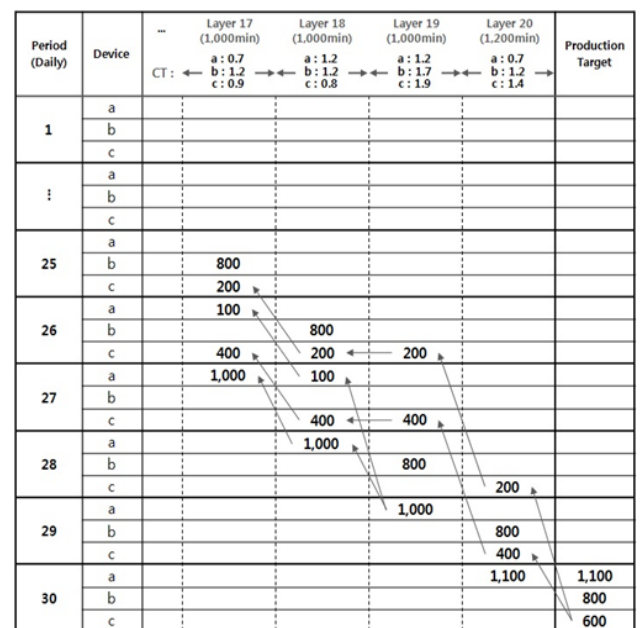 Period (Daily) Device ... Layer 17 (1,000min) Layer 18 (1,000min) Layer 19 (1,000min) Layer 20 (1,200min) Production Target
CT : a : 0.7 b : 1.2 c : 0.9 a : 1.2 b : 1.2 c : 0.8 a : 1.2 b : 1.7 c : 1.9 a : 0.7 b : 1.2 c : 1.4
a
1 b
c
a
⋮ b
c
a
25 b 800
c 200
a 100
26 b 800
c 400 200 200
a 1,000 100
27 b
c 400 400
a 1,000
28 b 800
c 200
a 1,000
29 b 800
c 400
a 1,100 1,100
30 b 800
c 600